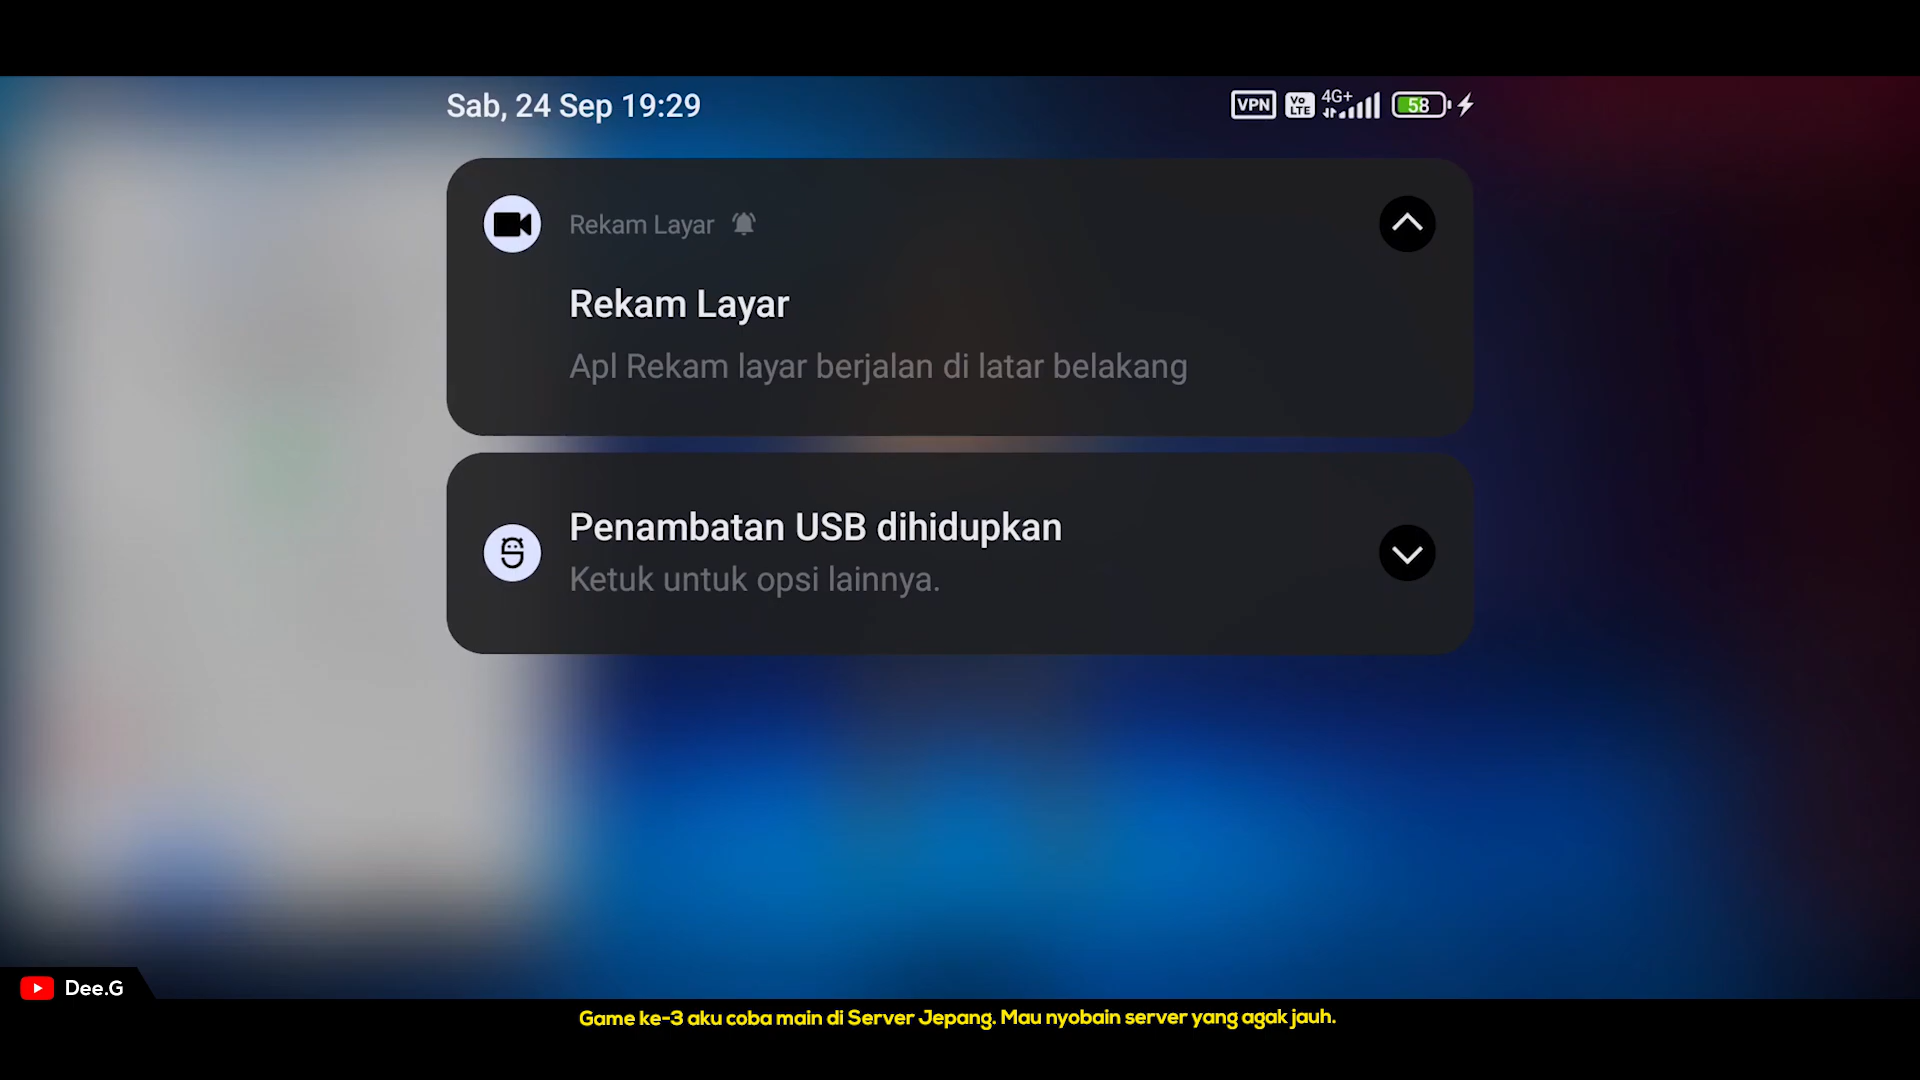 Sab, 24 Sep 19:29
VPN Vo LTE 4G+ 58
Rekam Layar
Rekam Layar
Apl Rekam layar berjalan di latar belakang
Penambatan USB dihidupkan
Ketuk untuk opsi lainnya.
Dee.G
Game ke-3 aku coba main di Server Jepang. Mau nyobain server yang agak jauh.